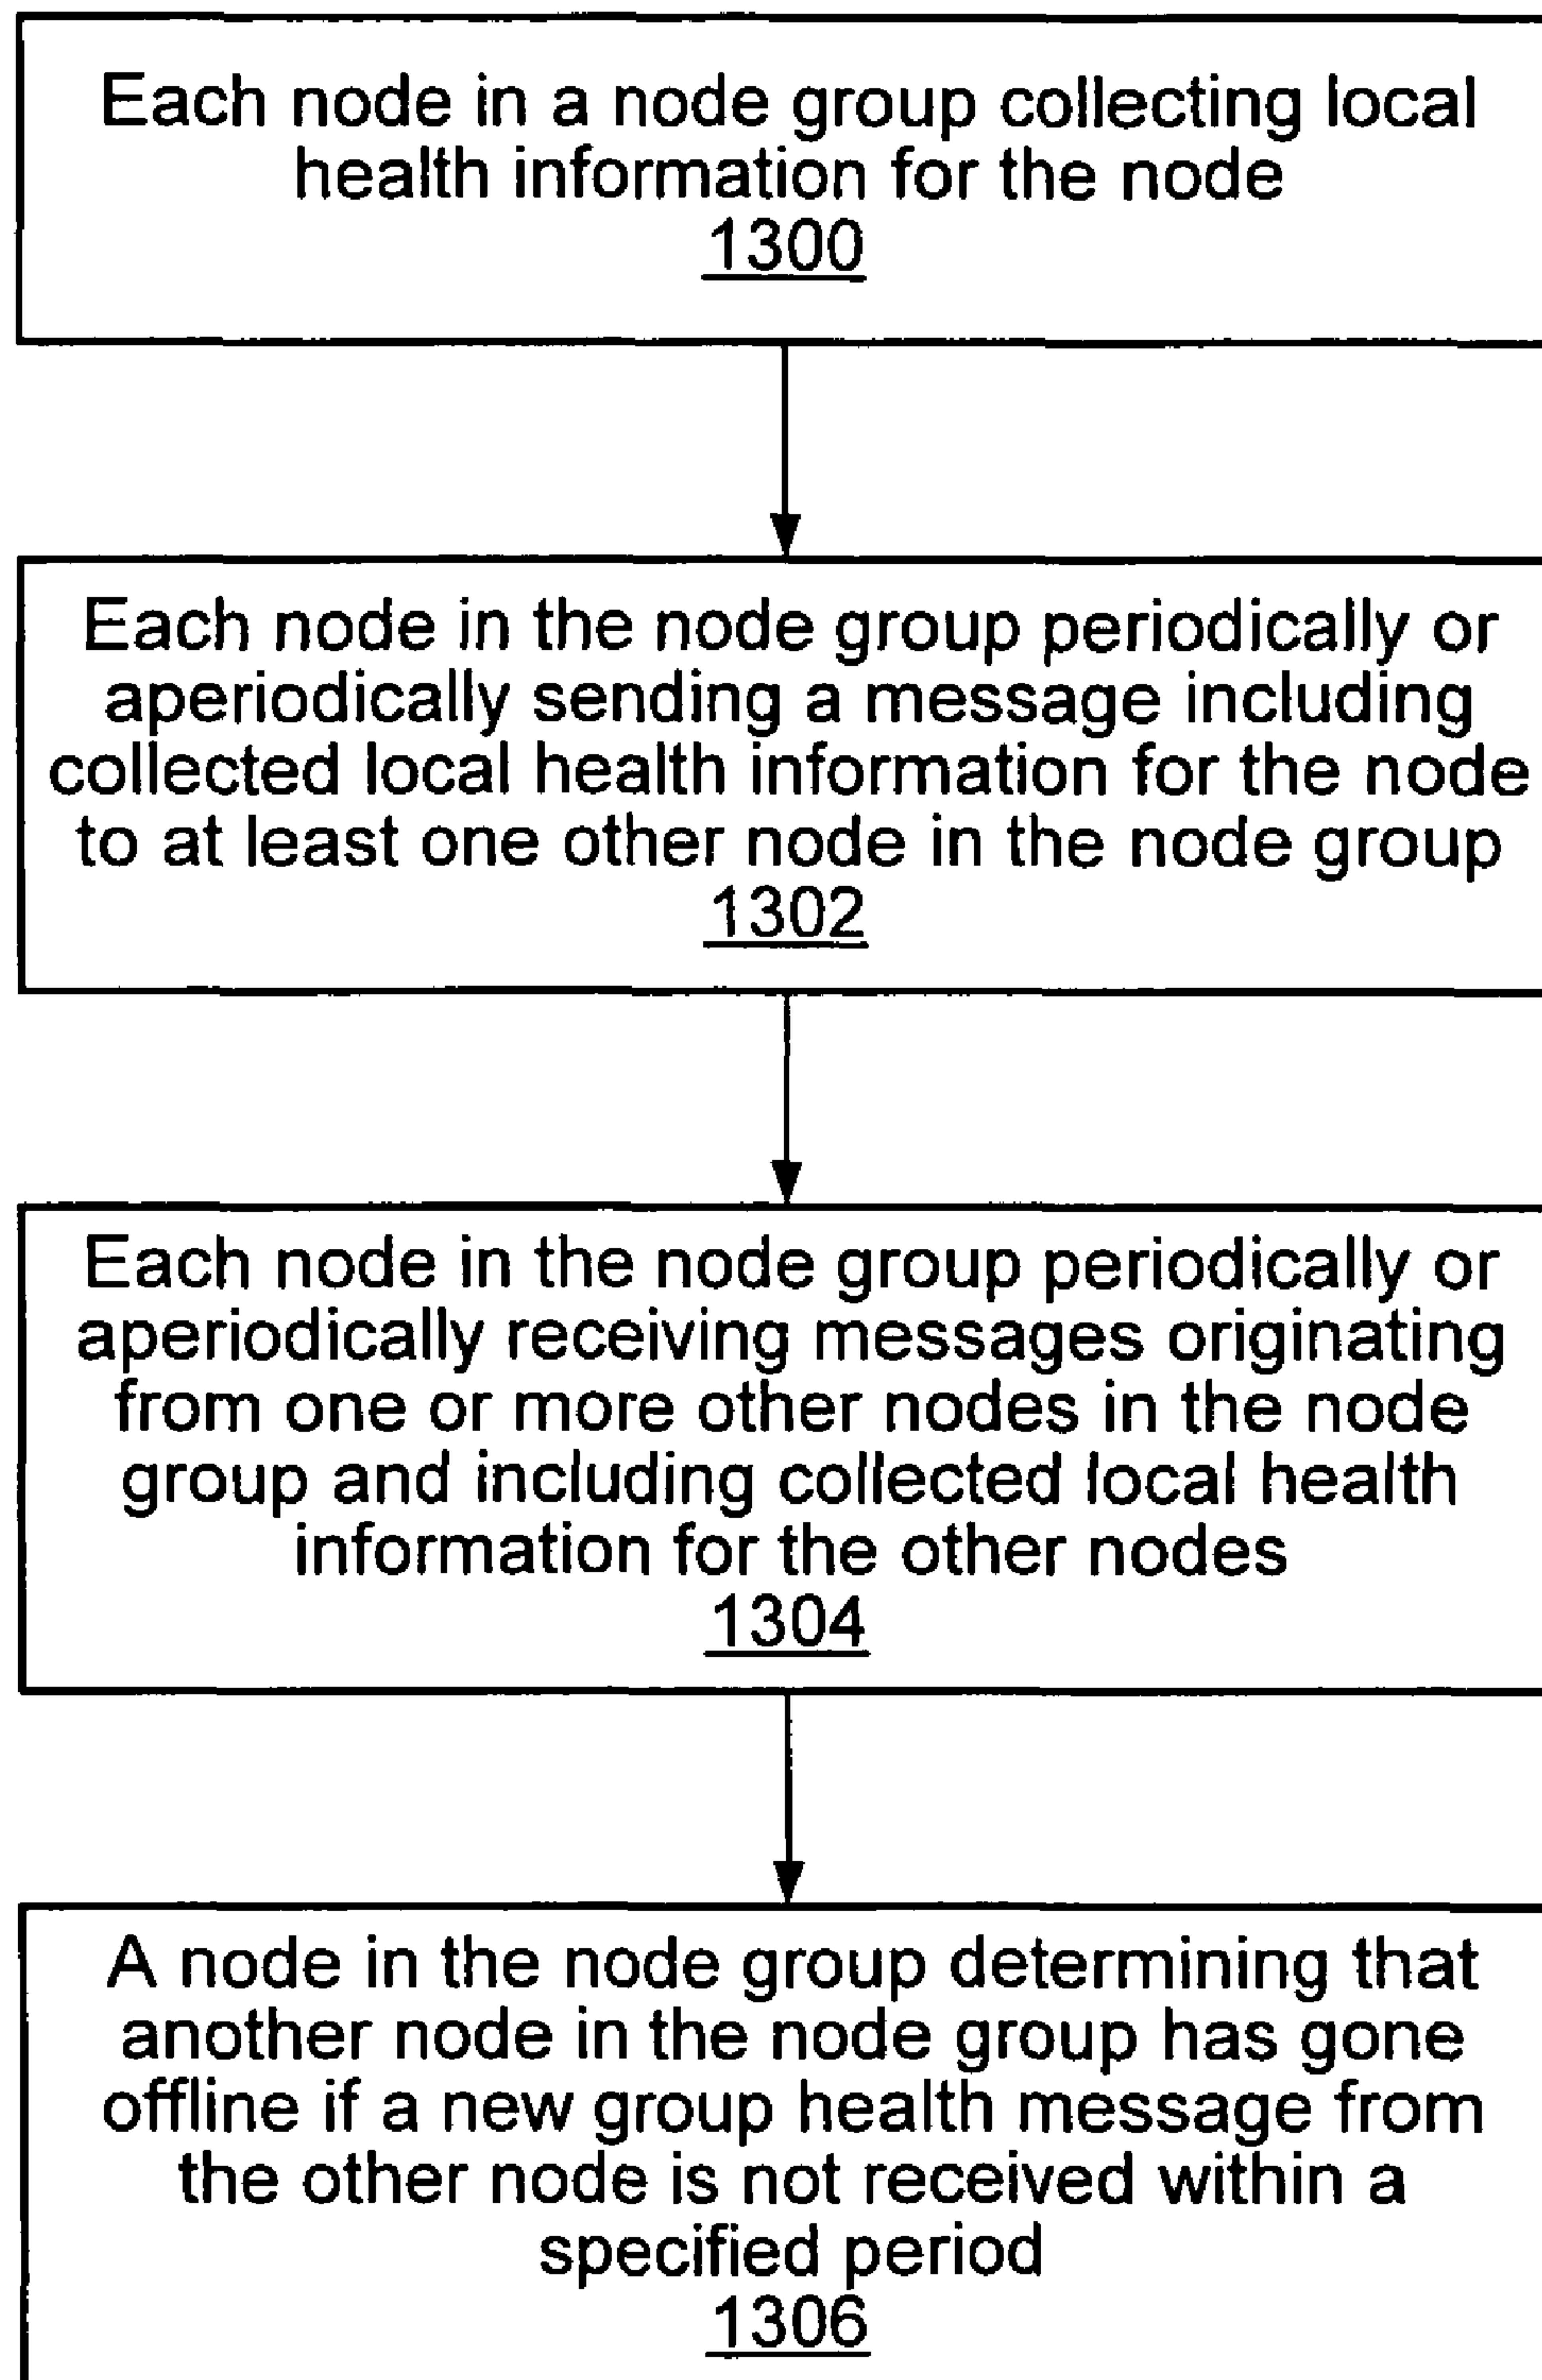 Each node in a node group collecting local
health information for the node
1300
Each node in the node group periodically or
aperiodically sending a message including
collected local health information for the node
to at least one other node in the node group
1302
Each node in the node group periodically or
aperiodically receiving messages originating
from one or more other nodes in the node
group and including collected local health
information for the other nodes
1304
A node in the node group determining that
another node in the node group has gone
offline if a new group health message from
the other node is not received within a
specified period
1306